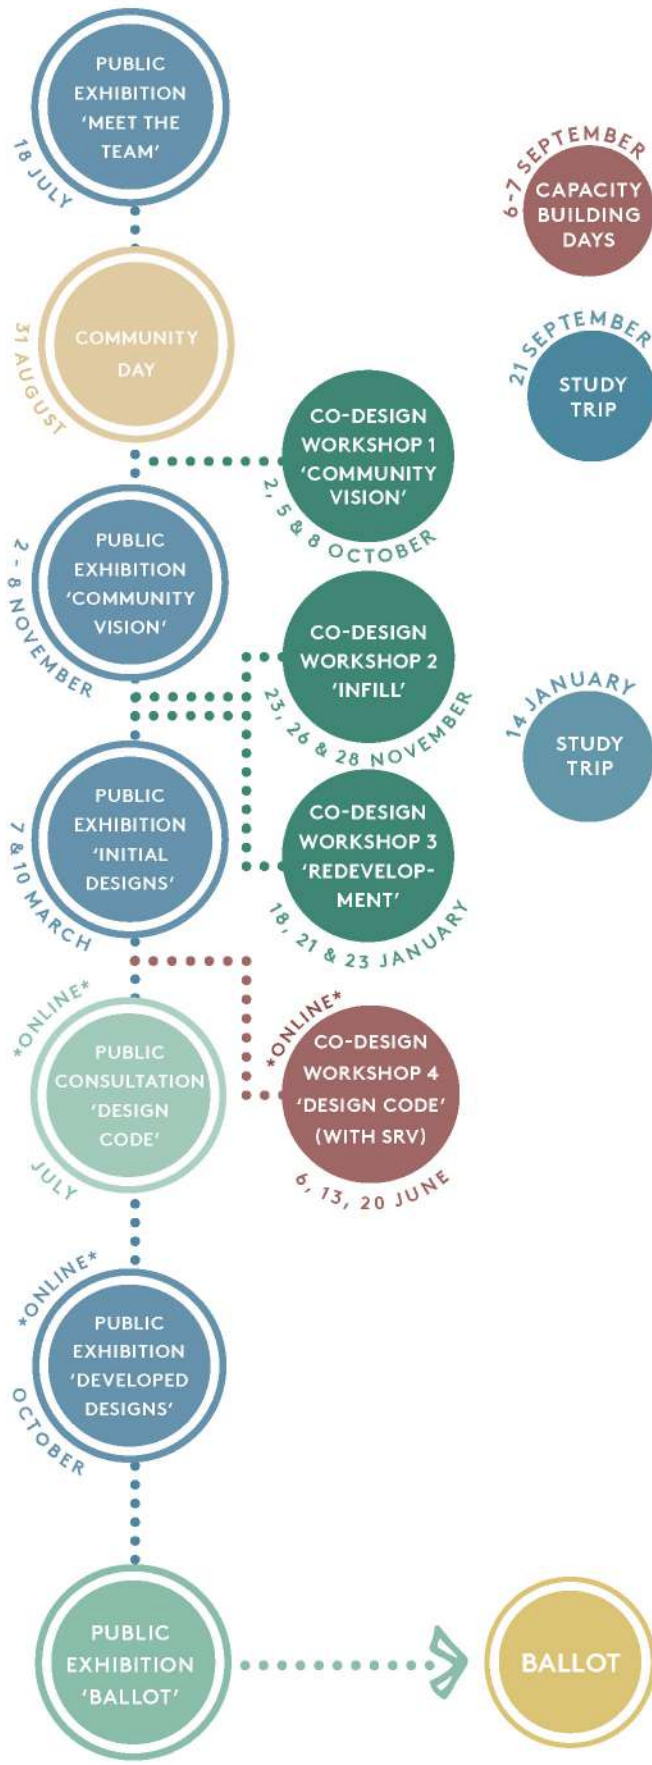 PUBLIC
EXHIBITION
‘MEET THE
TEAM’
18 JULY
6-7 SEPTEMBER
CAPACITY
BUILDING
DAYS
COMMUNITY
DAY
31 AUGUST
21 SEPTEMBER
STUDY
TRIP
CO-DESIGN
WORKSHOP 1
‘COMMUNITY
VISION’
2, 5 & 8 OCTOBER
PUBLIC
EXHIBITION
‘COMMUNITY
VISION’
2 - 8 NOVEMBER
CO-DESIGN
WORKSHOP 2
‘INFILL’
23, 26 & 28 NOVEMBER
14 JANUARY
STUDY
TRIP
PUBLIC
EXHIBITION
‘INITIAL
DESIGNS’
7 & 10 MARCH
CO-DESIGN
WORKSHOP 3
‘REDEVELOP-
MENT’
18, 21 & 23 JANUARY
*ONLINE*
PUBLIC
CONSULTATION
‘DESIGN
CODE’
JULY
*ONLINE*
CO-DESIGN
WORKSHOP 4
‘DESIGN CODE’
(WITH SRV)
6, 13, 20 JUNE
*ONLINE*
PUBLIC
EXHIBITION
‘DEVELOPED
DESIGNS’
OCTOBER
PUBLIC
EXHIBITION
‘BALLOT’
BALLOT